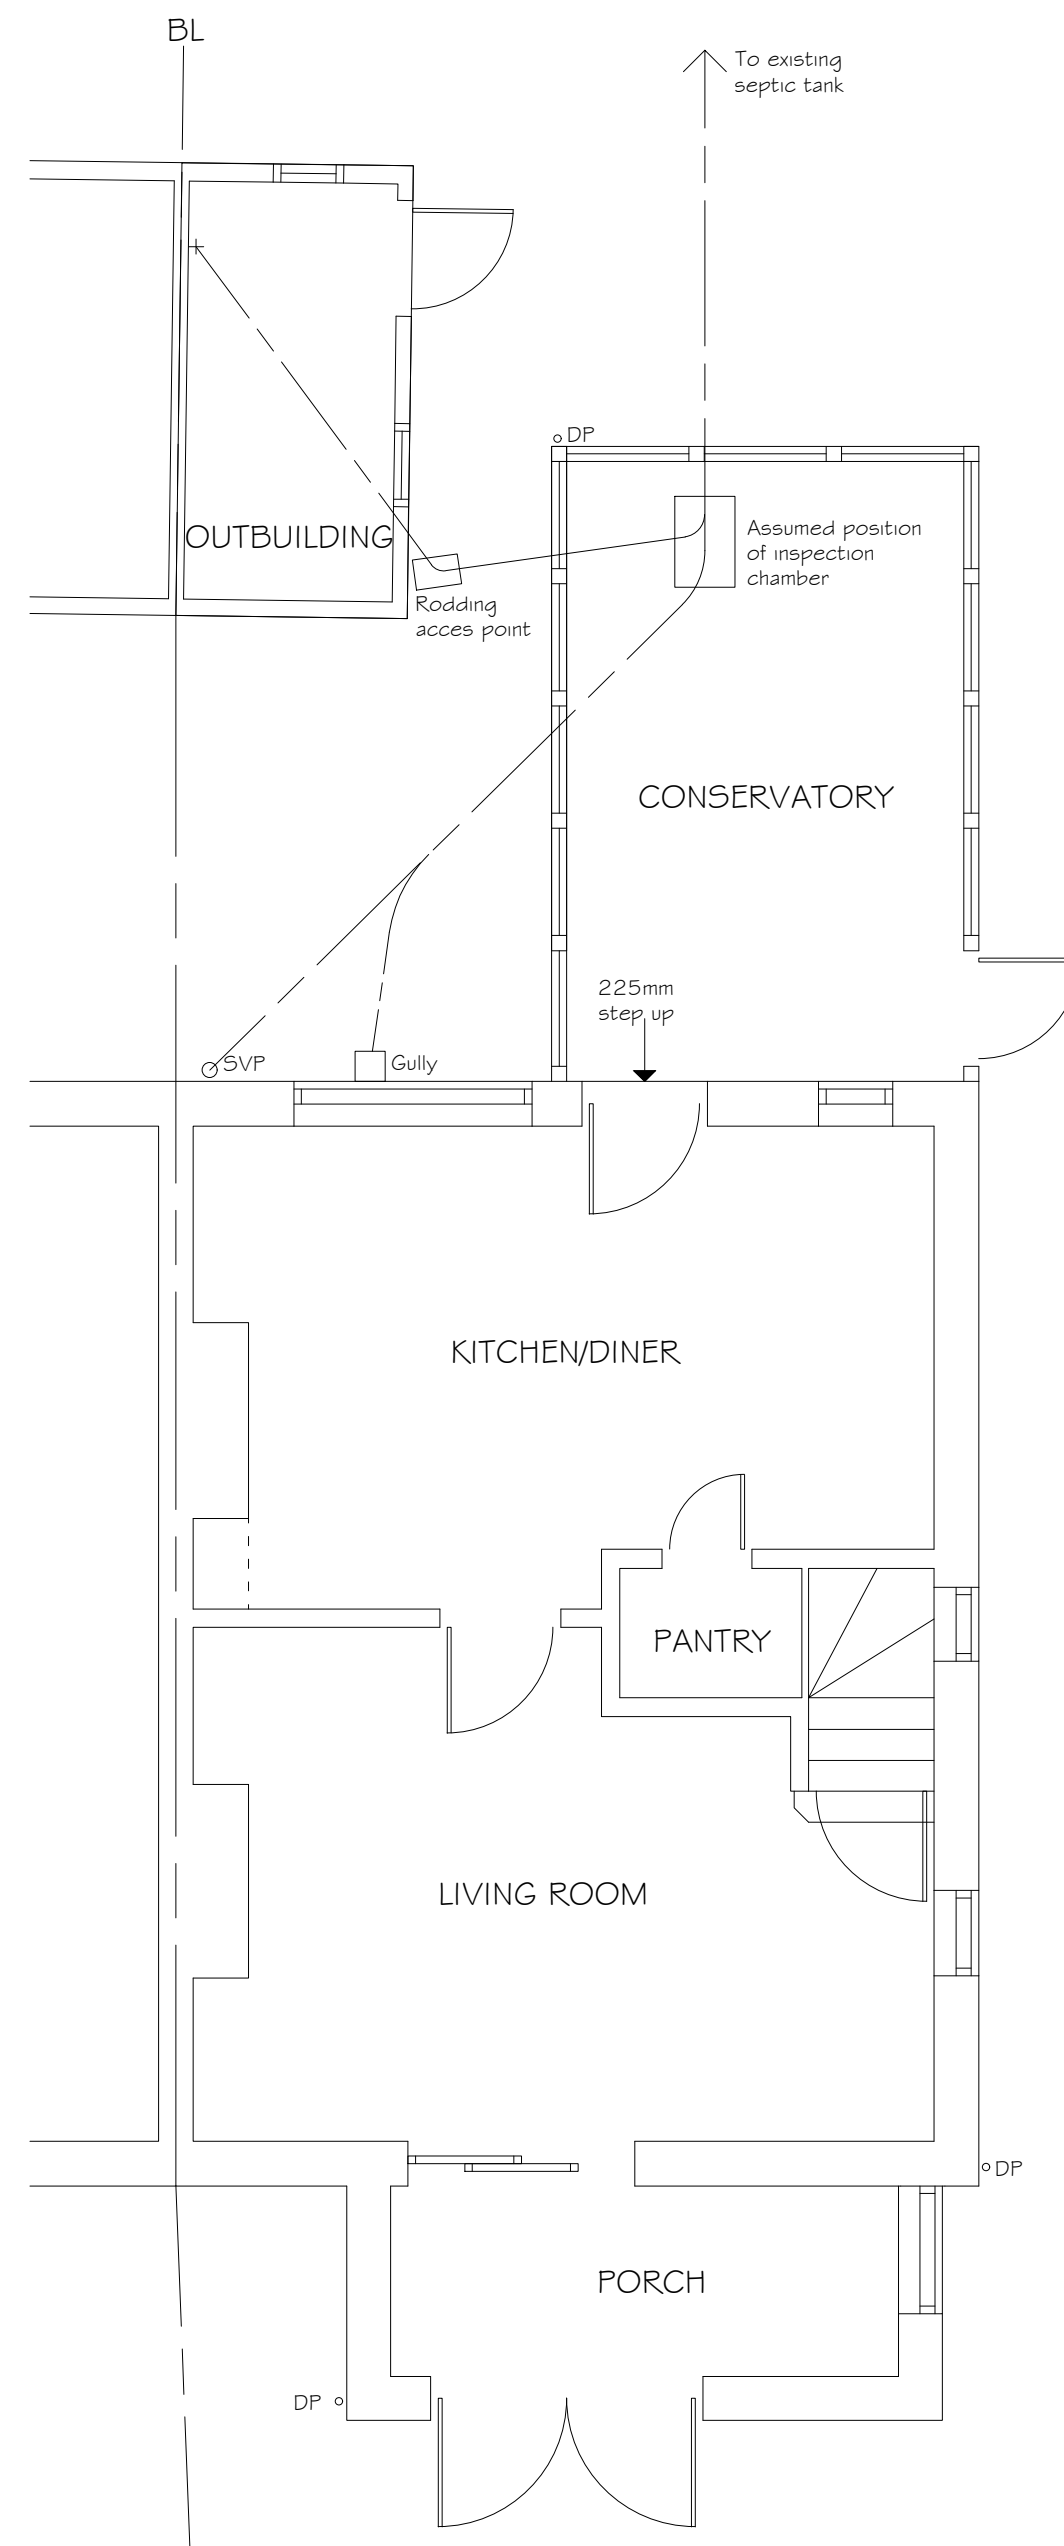 BL
To existing
septic tank
DP
OUTBUILDING
Assumed position
of inspection
chamber
Rodding
acces point
CONSERVATORY
225mm
step up
SVP
Gully
KITCHEN/DINER
PANTRY
LIVING ROOM
DP
PORCH
DP